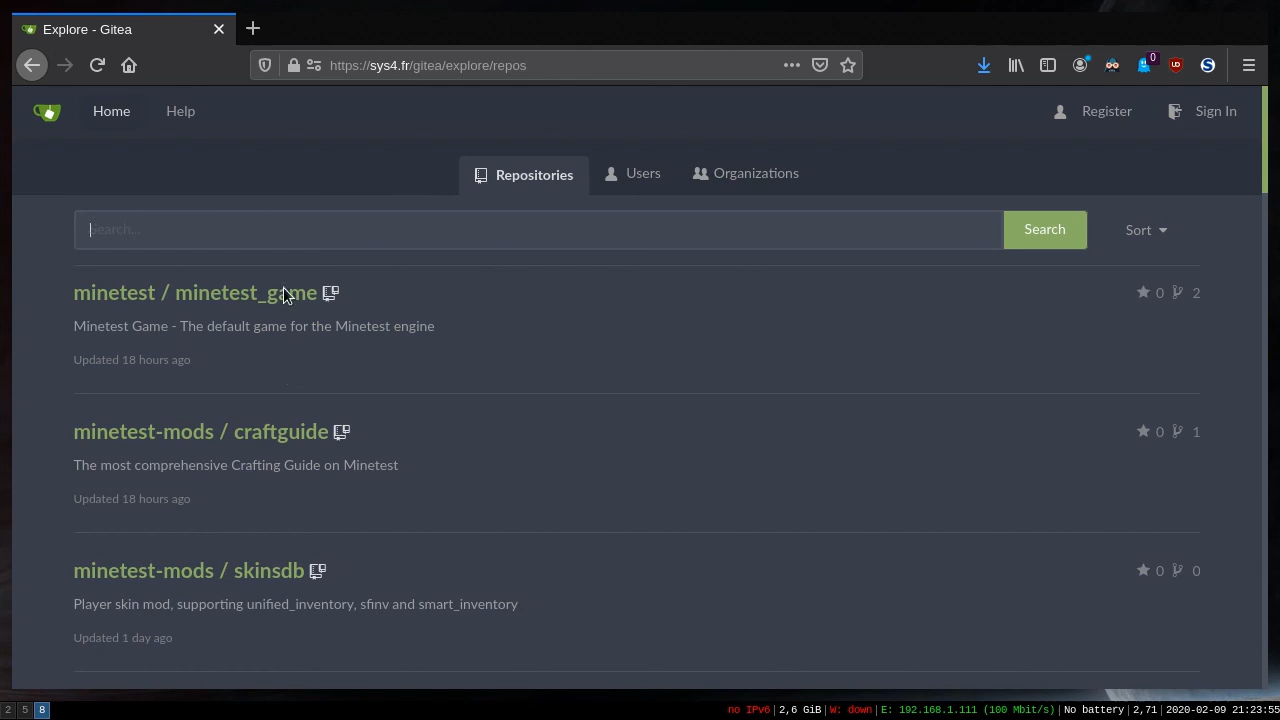 Explore - Gitea
https://sys4.fr/gitea/explore/repos
0
Home Help Register Sign In
Repositories Users Organizations
Search... Search Sort
minetest / minetest_game 0 2
Minetest Game - The default game for the Minetest engine
Updated 18 hours ago
minetest-mods / craftguide 0 1
The most comprehensive Crafting Guide on Minetest
Updated 18 hours ago
minetest-mods / skinsdb 0 0
Player skin mod, supporting unified_inventory, sfinv and smart_inventory
Updated 1 day ago
2 5 8 no IPv6|2,6 GiB|W: down|E: 192.168.1.111 (100 Mbit/s)|No battery|2,71|2020-02-09 21:23:55